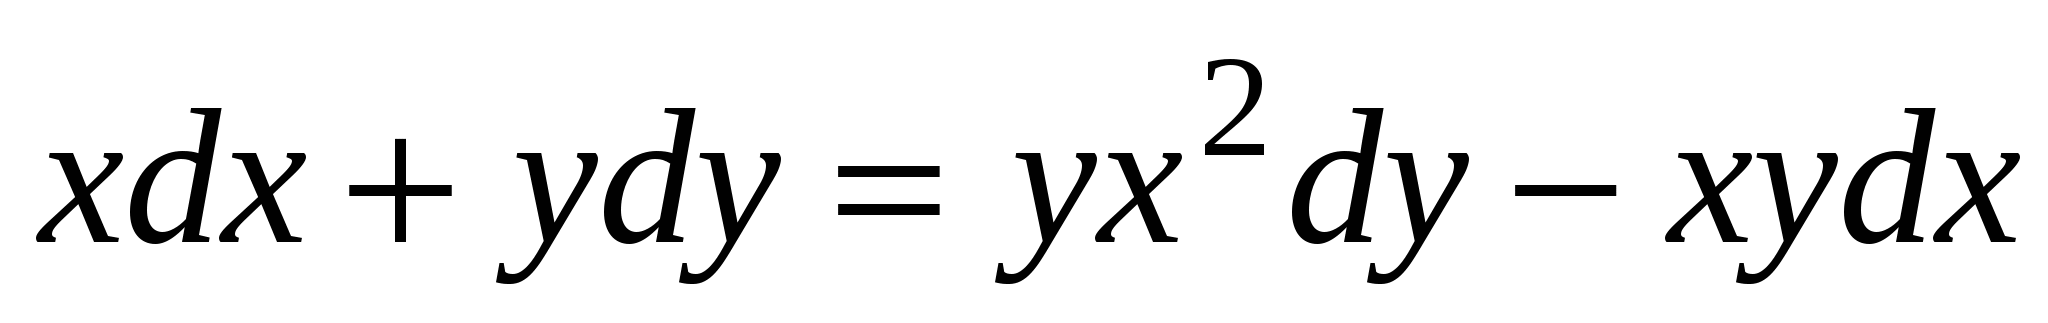 xdx + ydy = yx²dy − xydx